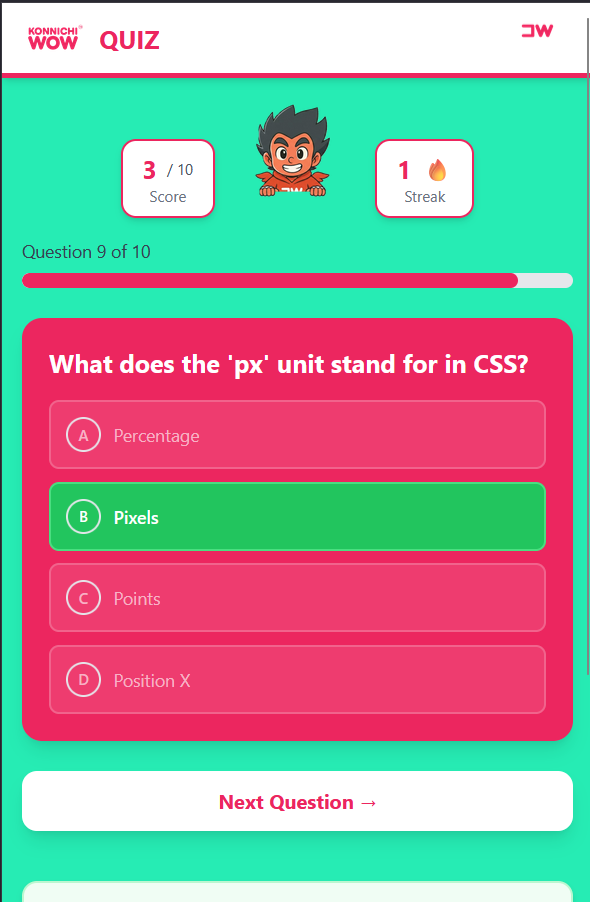 KONNICHI
WOW
QUIZ
3 / 10
Score
1
Streak
Question 9 of 10
What does the 'px' unit stand for in CSS?
A Percentage
B Pixels
C Points
D Position X
Next Question →